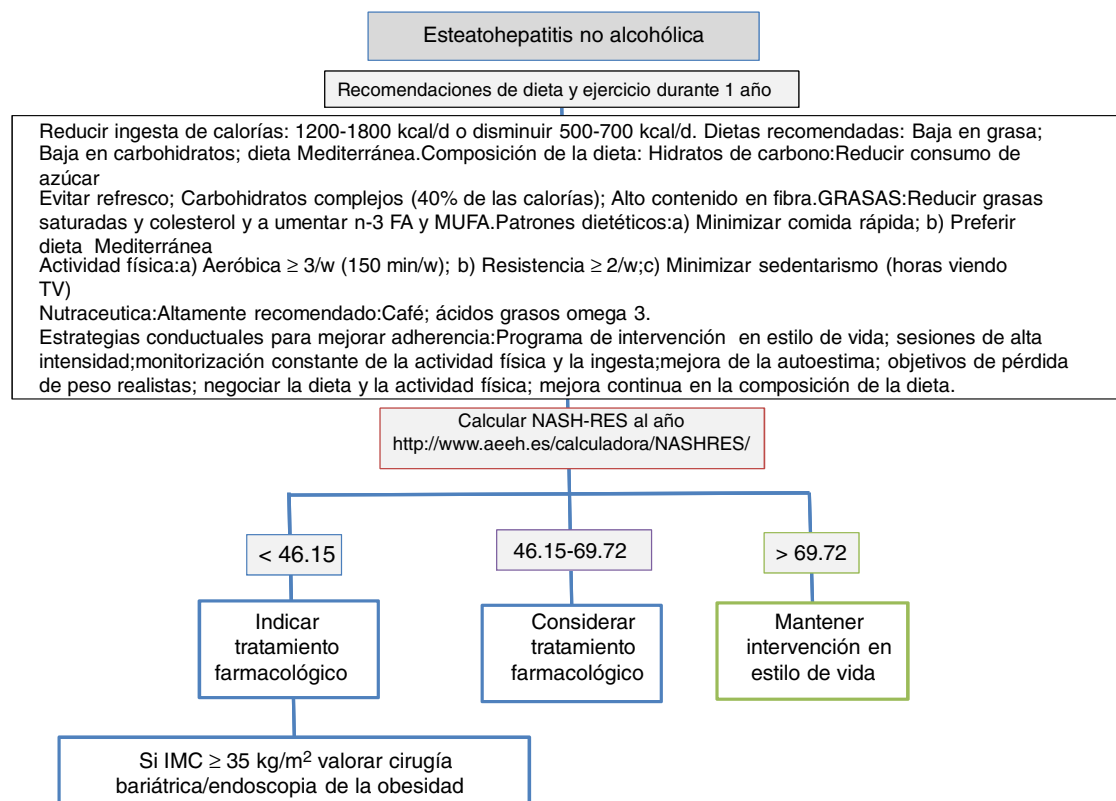 Esteatohepatitis no alcohólica
Recomendaciones de dieta y ejercicio durante 1 año
Reducir ingesta de calorías: 1200-1800 kcal/d o disminuir 500-700 kcal/d. Dietas recomendadas: Baja en grasa;
Baja en carbohidratos; dieta Mediterránea.Composición de la dieta: Hidratos de carbono:Reducir consumo de
azúcar
Evitar refresco; Carbohidratos complejos (40% de las calorías); Alto contenido en fibra.GRASAS:Reducir grasas
saturadas y colesterol y a umentar n-3 FA y MUFA.Patrones dietéticos:a) Minimizar comida rápida; b) Preferir
dieta Mediterránea
Actividad física:a) Aeróbica ≥ 3/w (150 min/w); b) Resistencia ≥ 2/w;c) Minimizar sedentarismo (horas viendo
TV)
Nutraceutica:Altamente recomendado:Café; ácidos grasos omega 3.
Estrategias conductuales para mejorar adherencia:Programa de intervención en estilo de vida; sesiones de alta
intensidad;monitorización constante de la actividad física y la ingesta;mejora de la autoestima; objetivos de pérdida
de peso realistas; negociar la dieta y la actividad física; mejora continua en la composición de la dieta.
Calcular NASH-RES al año
http://www.aeeh.es/calculadora/NASHRES/
< 46.15
46.15-69.72
> 69.72
Indicar
tratamiento
farmacológico
Considerar
tratamiento
farmacológico
Mantener
intervención en
estilo de vida
Si IMC ≥ 35 kg/m² valorar cirugía
bariátrica/endoscopia de la obesidad